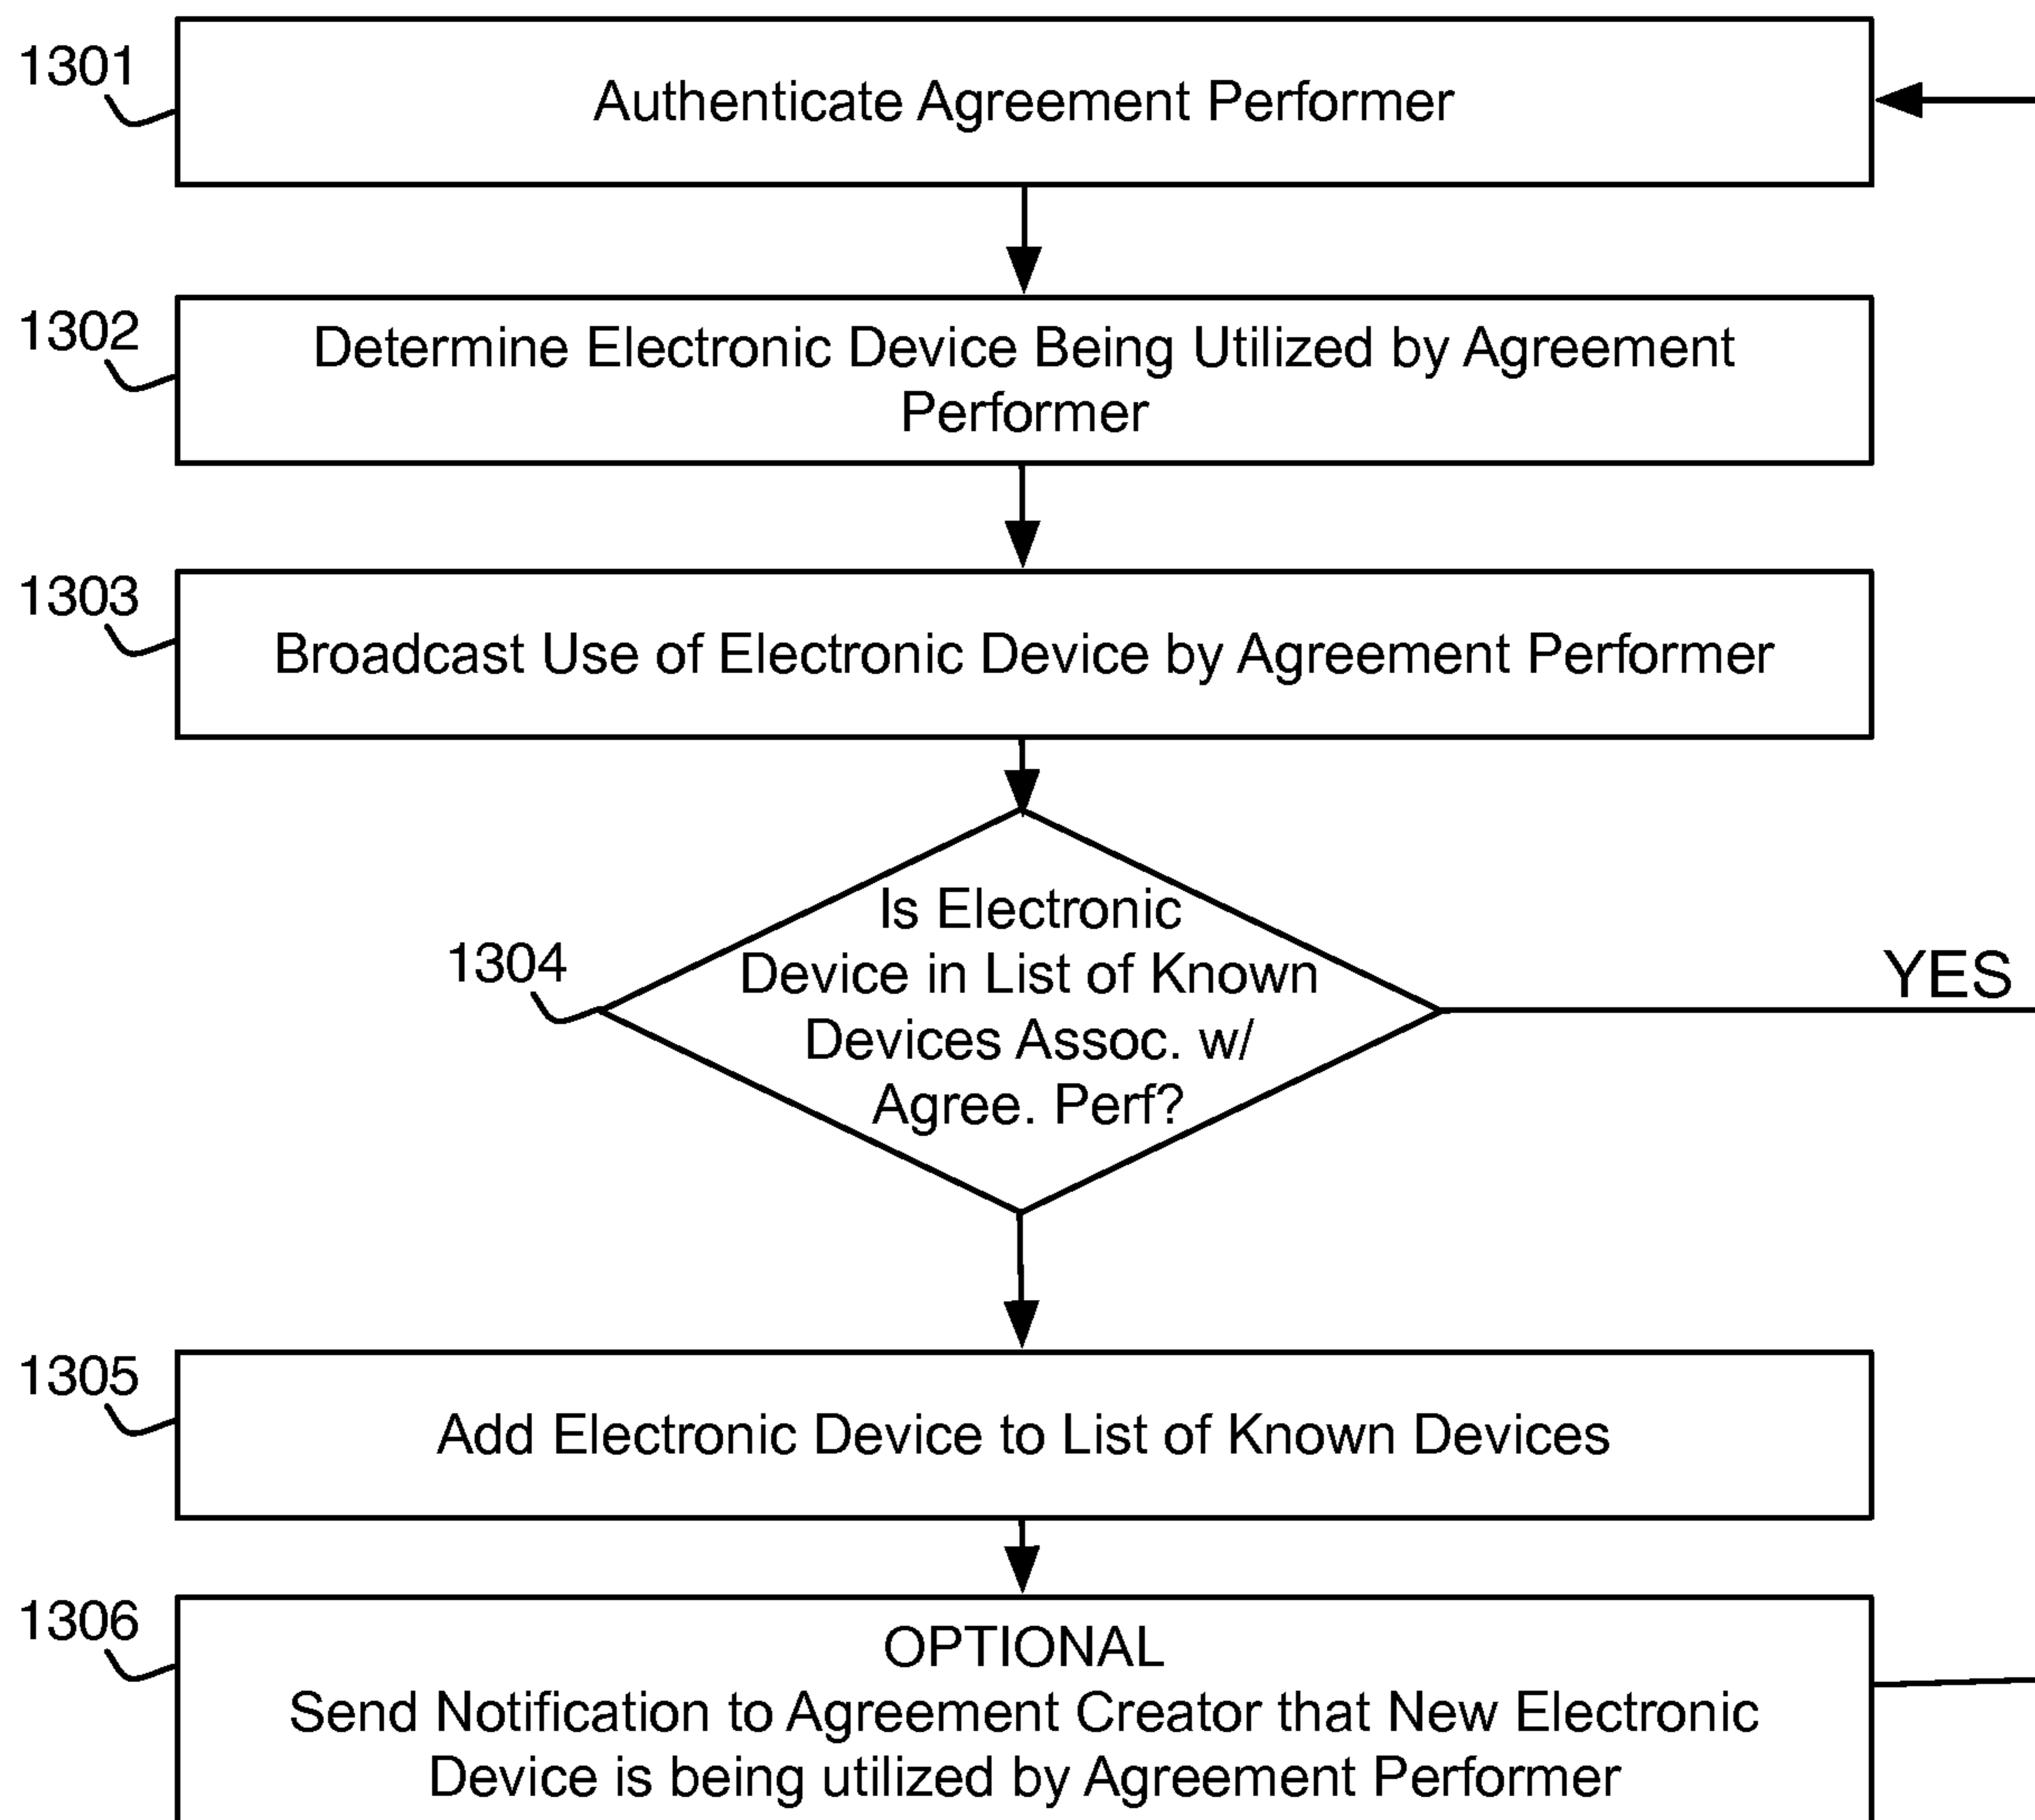 1301
Authenticate Agreement Performer
1302
Determine Electronic Device Being Utilized by Agreement
Performer
1303
Broadcast Use of Electronic Device by Agreement Performer
Is Electronic
1304
Device in List of Known
YES
Devices Assoc. w/
Agree. Perf?
1305
Add Electronic Device to List of Known Devices
1306
OPTIONAL
Send Notification to Agreement Creator that New Electronic
Device is being utilized by Agreement Performer